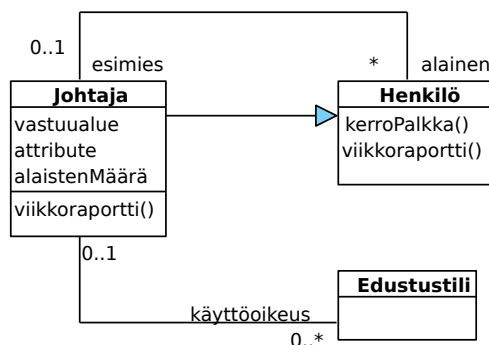 0..1
esimies
*
alainen
Johtaja
vastuualue
attribute
alaistenMäärä
viikkoraportti()
Henkilö
kerroPalkka()
viikkoraportti()
0..1
käyttöoikeus
0..*
Edustustili